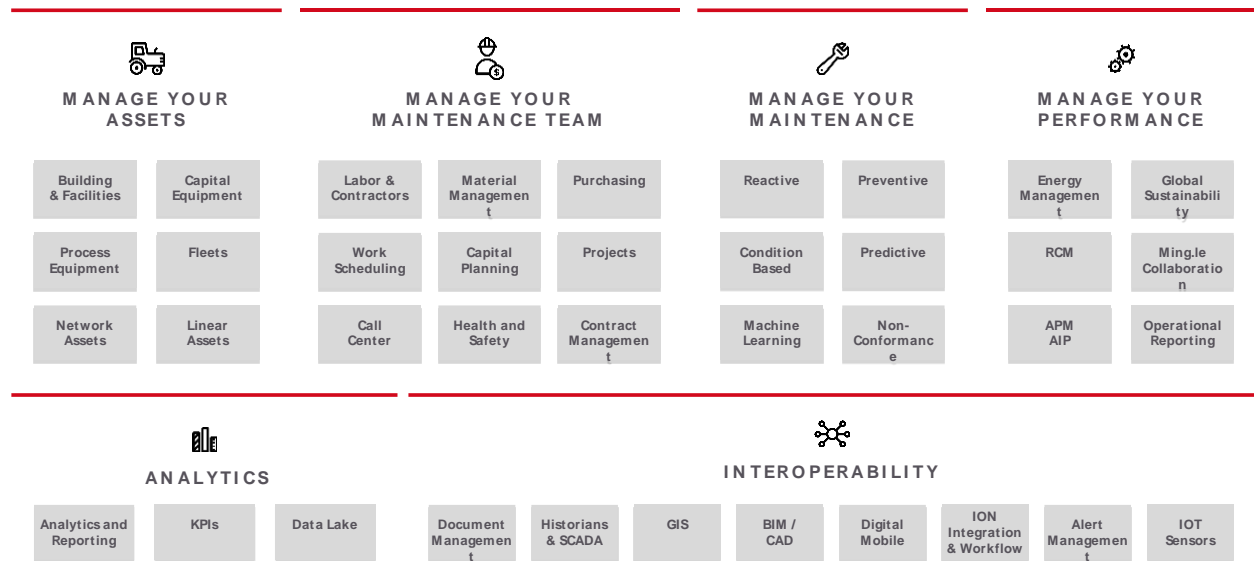 MANAGE YOUR
ASSETS
MANAGE YOUR
MAINTENANCE TEAM
MANAGE YOUR
MAINTENANCE
MANAGE YOUR
PERFORMANCE
Building
& Facilities
Capital
Equipment
Process
Equipment
Fleets
Network
Assets
Linear
Assets
Labor &
Contractors
Material
Managemen
t
Purchasing
Work
Scheduling
Capital
Planning
Projects
Call
Center
Health and
Safety
Contract
Managemen
t
Reactive
Preventive
Condition
Based
Predictive
Machine
Learning
Non-
Conformanc
e
Energy
Managemen
t
Global
Sustainabili
ty
RCM
Ming.le
Collaboratio
n
APM
AIP
Operational
Reporting
ANALYTICS
Analytics and
Reporting
KPIs
Data Lake
INTEROPERABILITY
Document
Managemen
t
Historians
& SCADA
GIS
BIM /
CAD
Digital
Mobile
ION
Integration
& Workflow
Alert
Managemen
t
IOT
Sensors